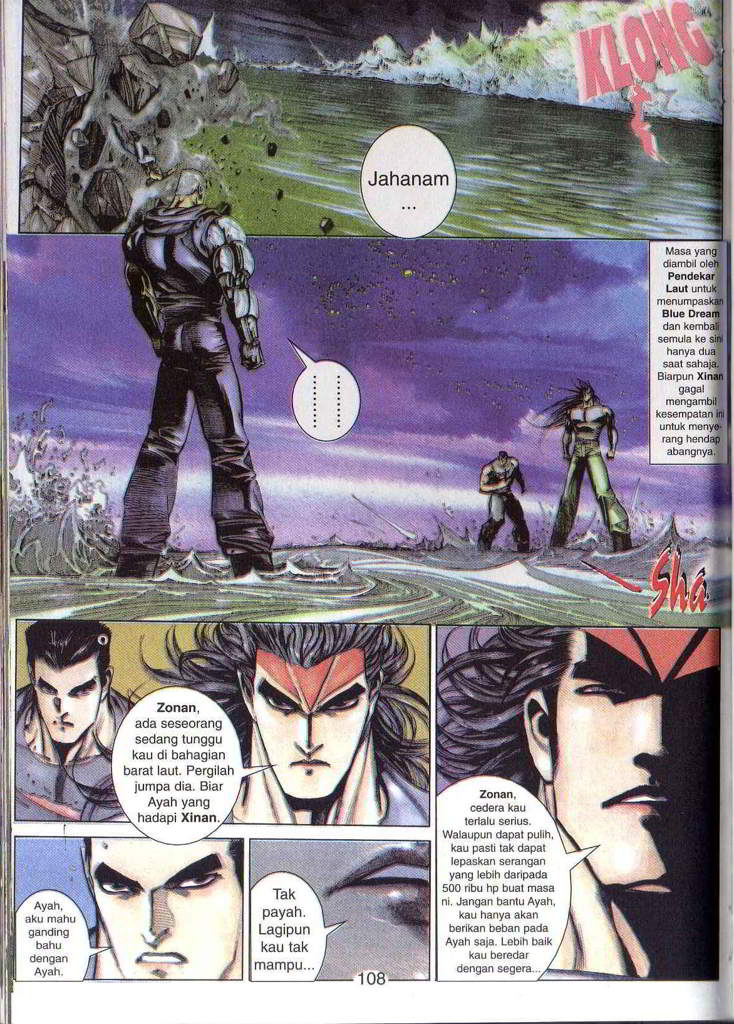 KLONG
Jahanam
...
Masa yang
diambil oleh
Pendekar
Laut untuk
menumpaskan
Blue Dream
dan kembali
semula ke sini
hanya dua
saat sahaja.
Biarpun Xinan
gagal
mengambil
kesempatan ini
untuk menye-
rang hendap
abangnya.
Sha
Zonan,
ada seseorang
sedang tunggu
kau di bahagian
barat laut. Pergilah
jumpa dia. Biar
Ayah yang
hadapi Xinan.
Zonan,
cedera kau
terlalu serius.
Walaupun dapat pulih,
kau pasti tak dapat
lepaskan serangan
yang lebih daripada
500 ribu hp buat masa
ni. Jangan bantu Ayah,
kau hanya akan
berikan beban pada
Ayah saja. Lebih baik
kau beredar
dengan segera...
Ayah,
aku mahu
ganding
bahu
dengan
Ayah.
Tak
payah.
Lagipun
kau tak
mampu...
108